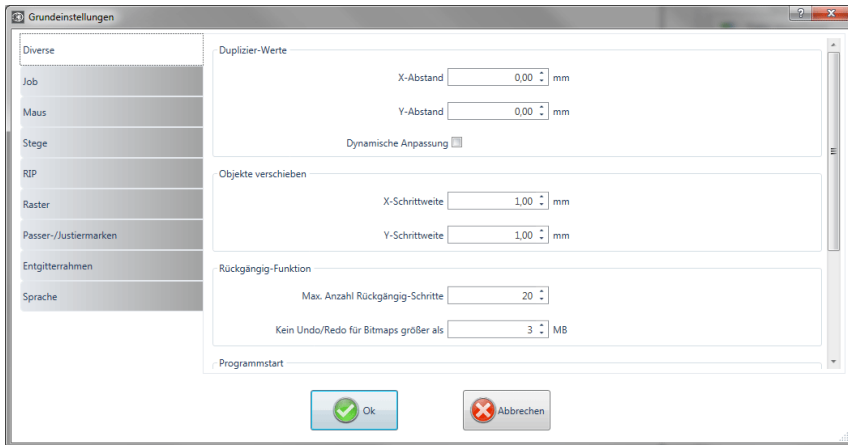 Grundeinstellungen
Diverse
Job
Maus
Stege
RIP
Raster
Passer-/Justiermarken
Entgitterrahmen
Sprache
Duplizier-Werte
X-Abstand 0,00 mm
Y-Abstand 0,00 mm
Dynamische Anpassung
Objekte verschieben
X-Schrittweite 1,00 mm
Y-Schrittweite 1,00 mm
Rückgängig-Funktion
Max. Anzahl Rückgängig-Schritte 20
Kein Undo/Redo für Bitmaps größer als 3 MB
Programmstart
Ok
Abbrechen